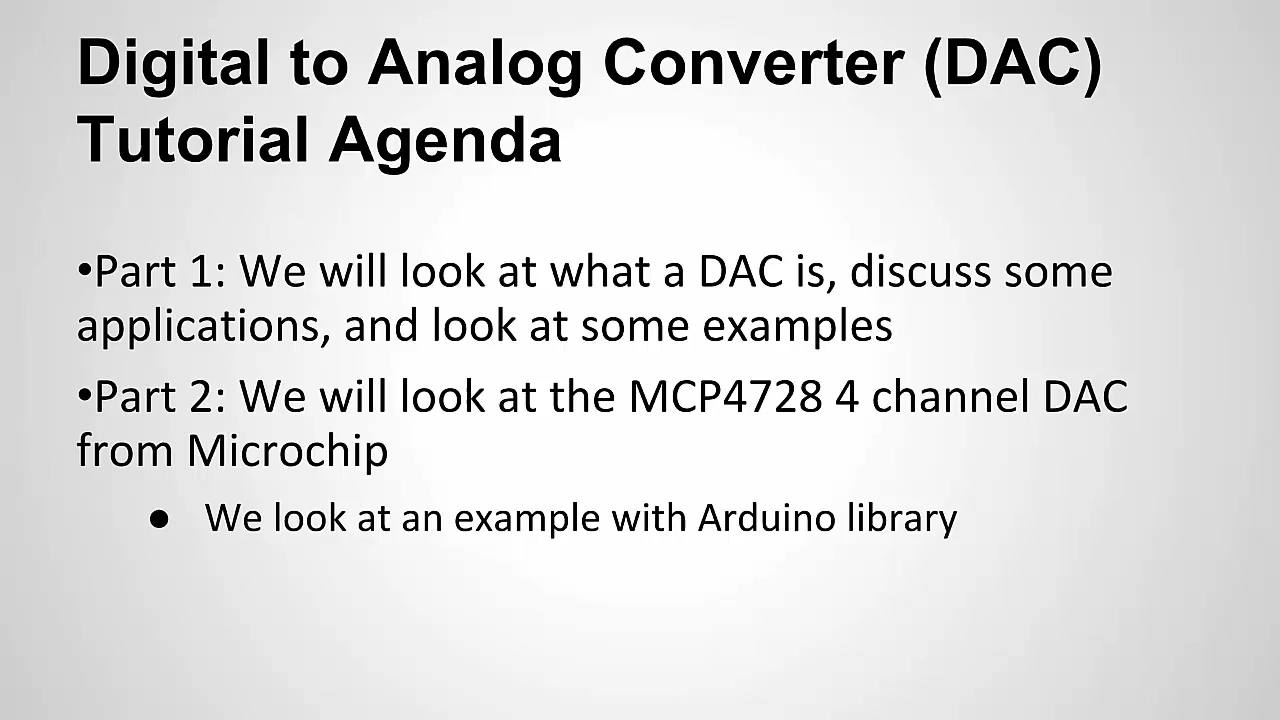 Digital to Analog Converter (DAC)
Tutorial Agenda
•Part 1: We will look at what a DAC is, discuss some
applications, and look at some examples
•Part 2: We will look at the MCP4728 4 channel DAC
from Microchip
● We look at an example with Arduino library